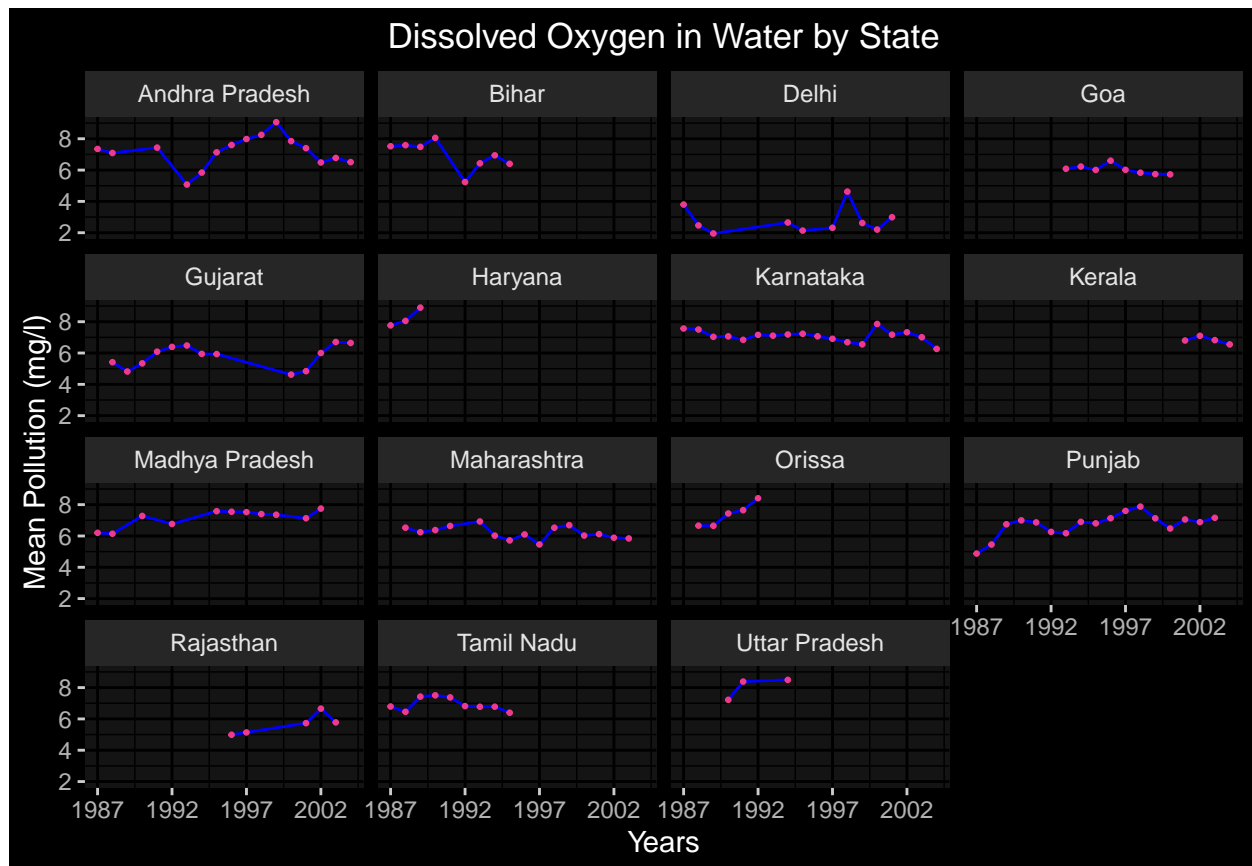 Dissolved Oxygen in Water by State
Andhra Pradesh Bihar Delhi Goa
8
6
4
2
Gujarat Haryana Karnataka Kerala
8
6
4
2
Mean Pollution (mg/l)
Madhya Pradesh Maharashtra Orissa Punjab
8
6
4
2
1987 1992 1997 2002
Rajasthan Tamil Nadu Uttar Pradesh
8
6
4
2
1987 1992 1997 2002 1987 1992 1997 2002 1987 1992 1997 2002
Years